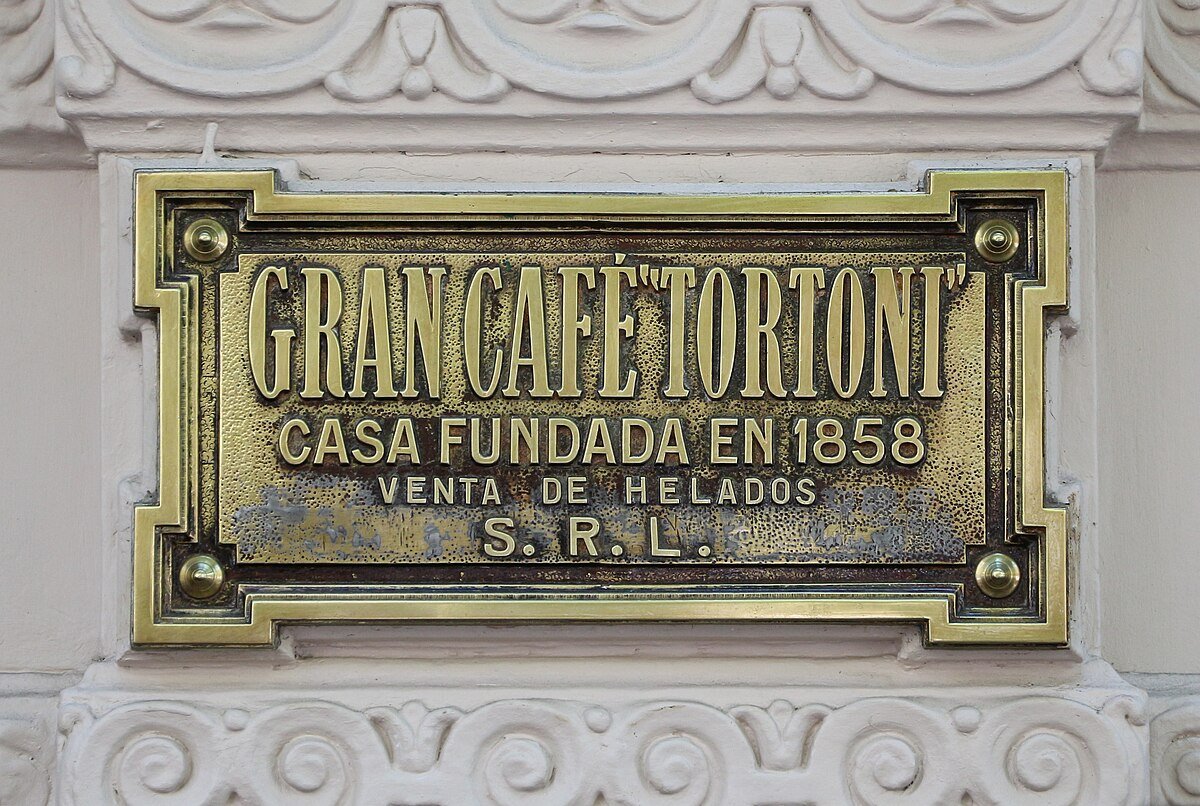 GRAN CAFÉ "TORTONI"
CASA FUNDADA EN 1858
VENTA DE HELADOS
S. R. L.